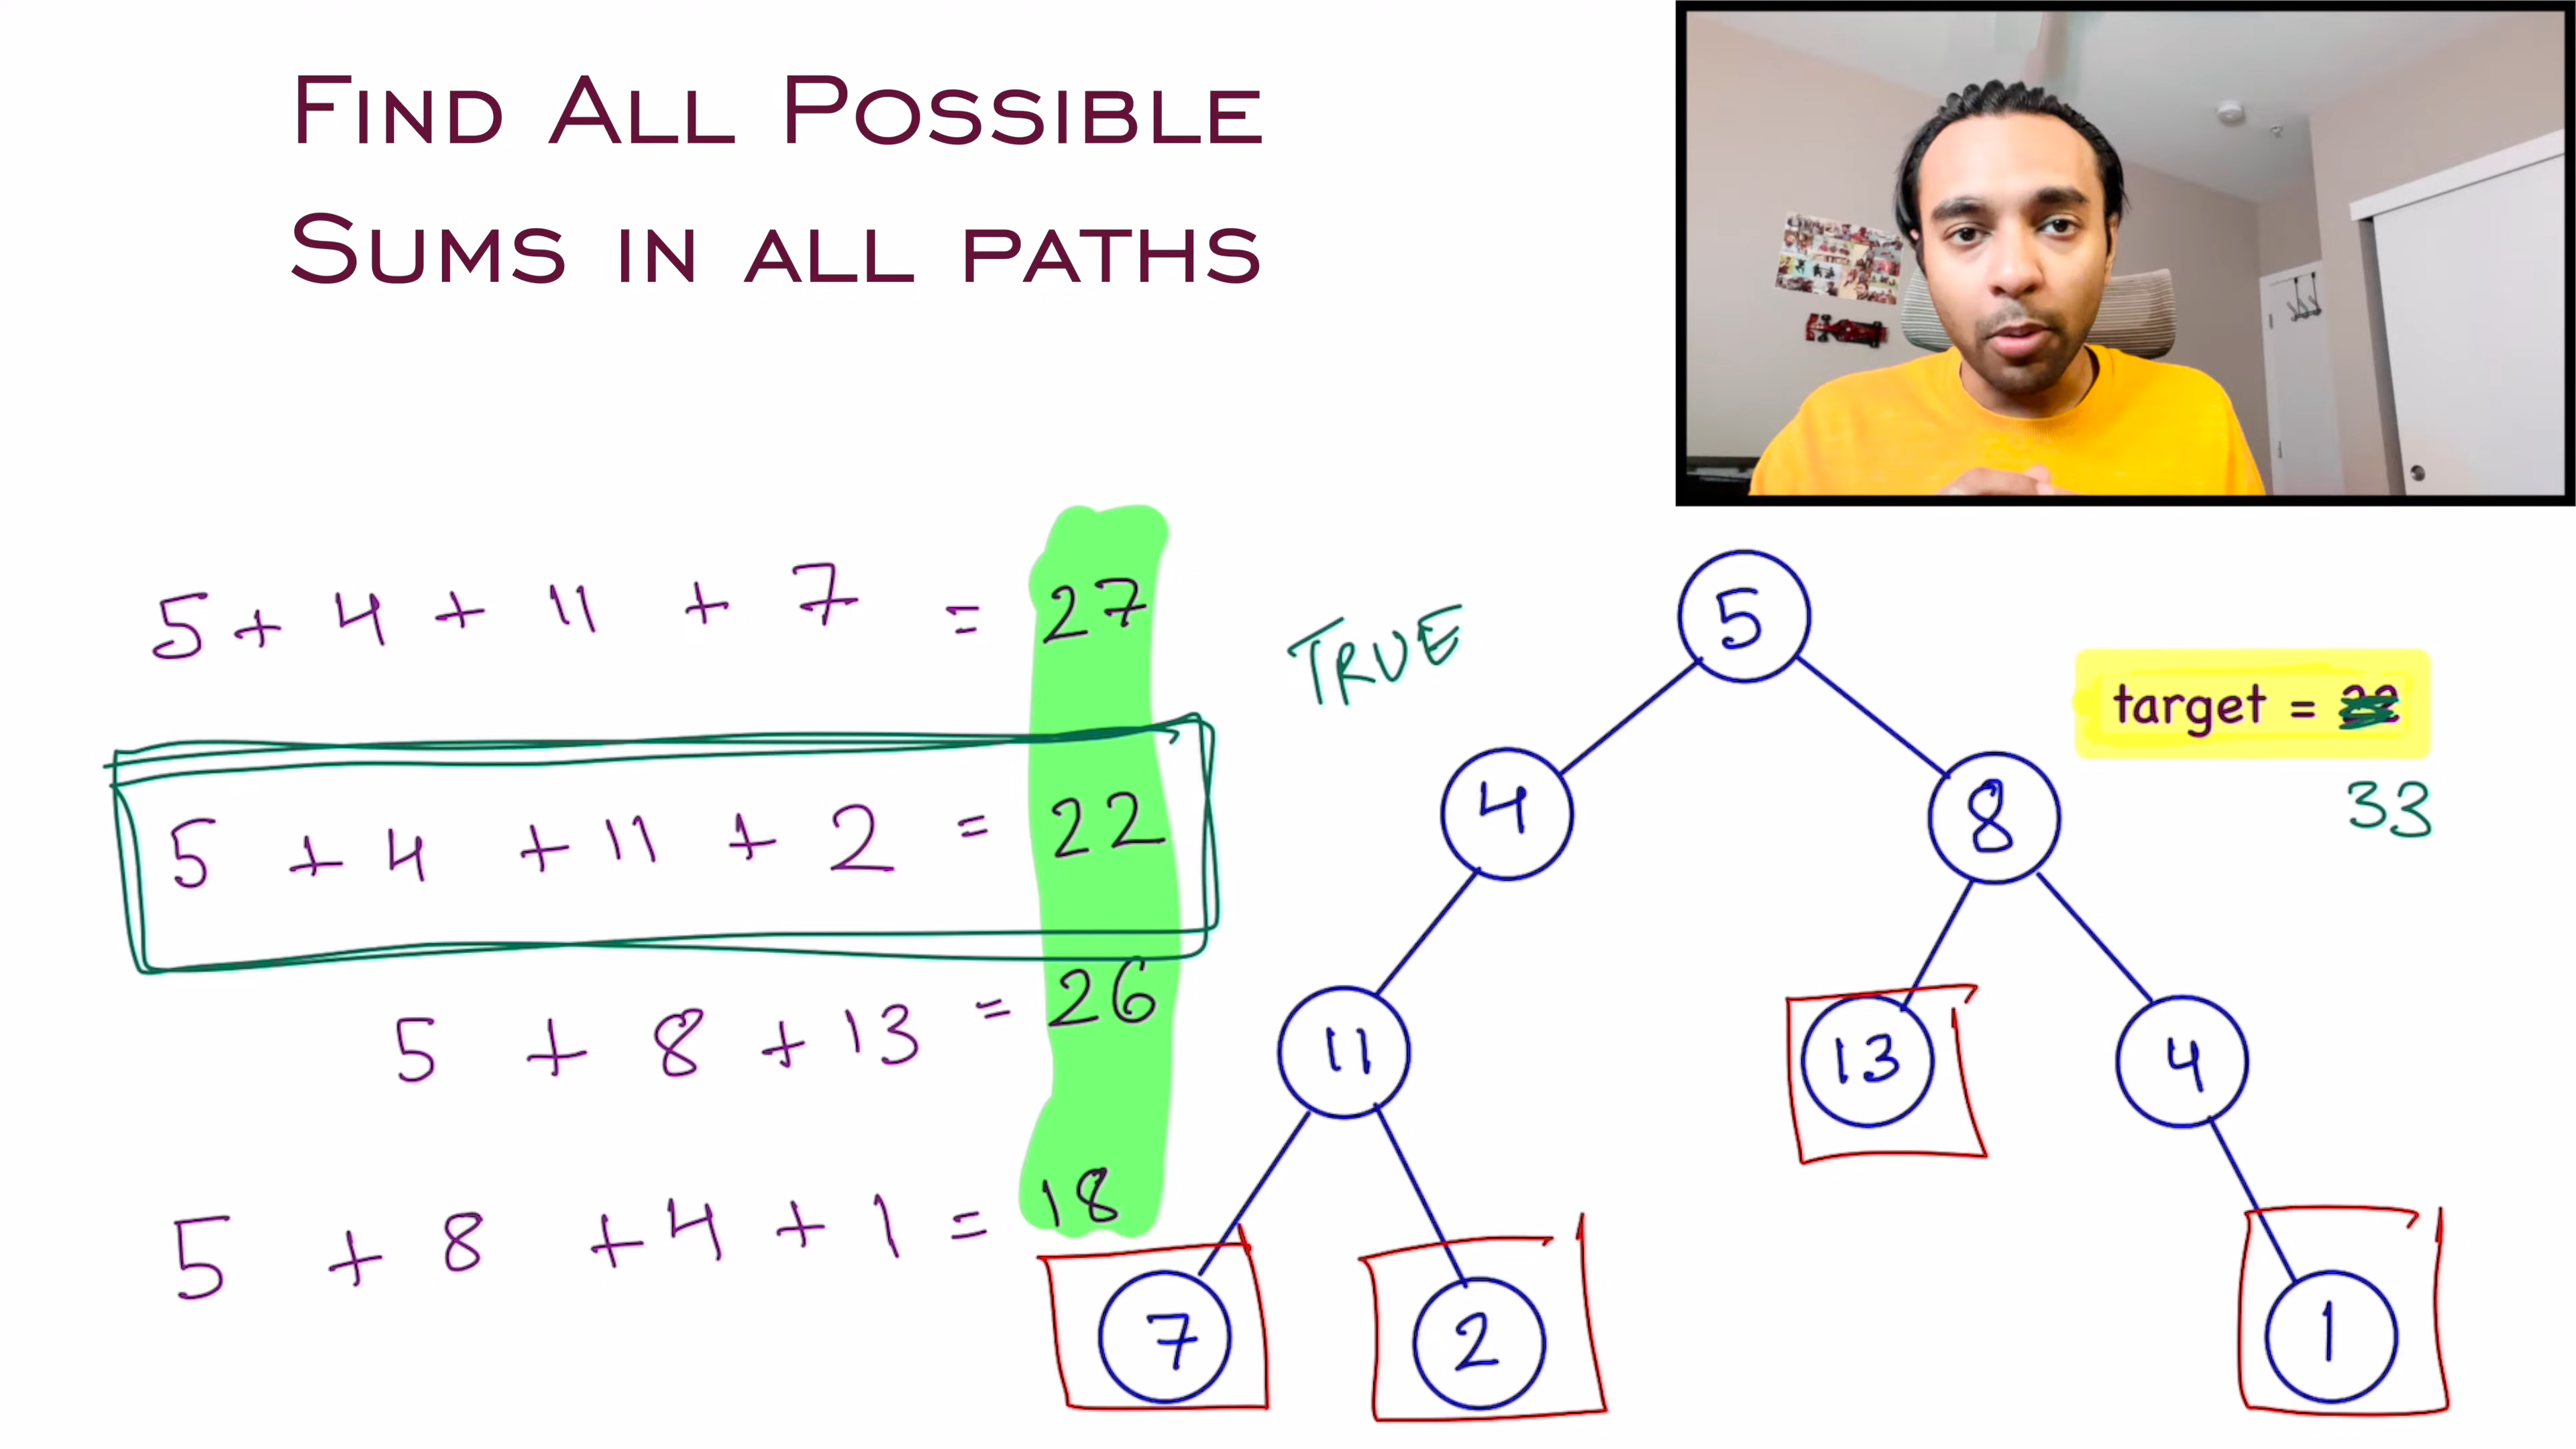 FIND ALL POSSIBLE
SUMS IN ALL PATHS
5 + 4 + 11 + 7 = 27
TRUE
5 + 4 + 11 + 2 = 22
5 + 8 + 13 = 26
5 + 8 + 4 + 1 = 18
5
target = 22
33
4
8
11
13
4
7
2
1